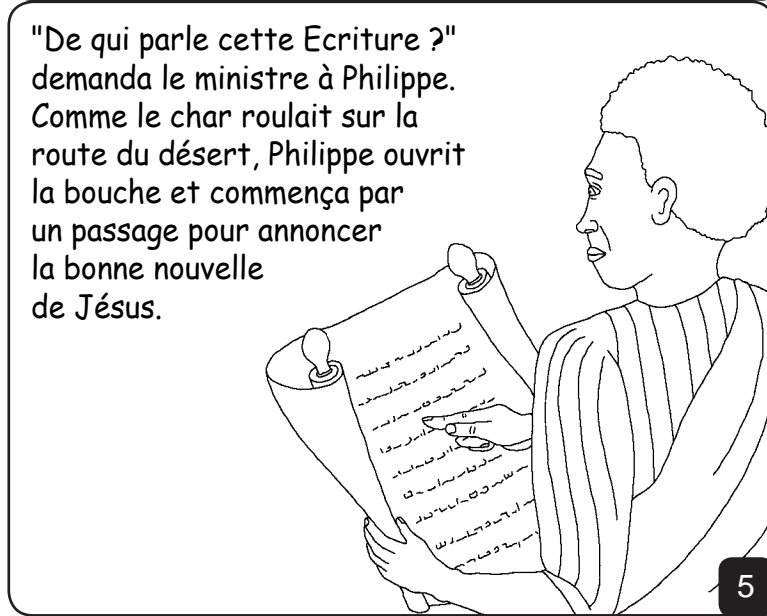 "De qui parle cette Ecriture ?"
demanda le ministre à Philippe.
Comme le char roulait sur la
route du désert, Philippe ouvrit
la bouche et commença par
un passage pour annoncer
la bonne nouvelle
de Jésus.
5